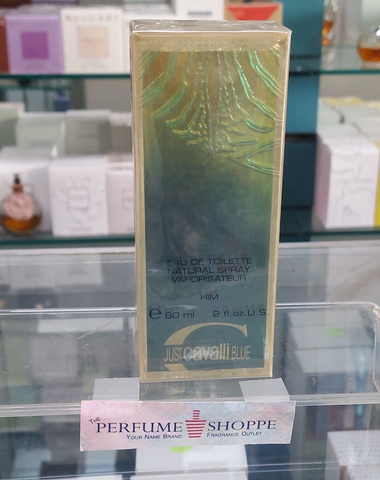 BVLGARI
EAU DE TOILETTE
NATURAL SPRAY
VAPORISATEUR
HIM
e 60 ml 2 fl.oz.U.S.
JUST cavalli BLUE
THE PERFUME SHOPPE
YOUR NAME BRAND FRAGRANCE OUTLET